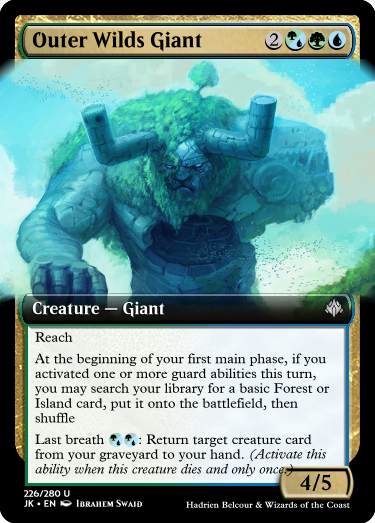 Outer Wilds Giant 2
Creature — Giant
Reach
At the beginning of your first main phase, if you
activated one or more guard abilities this turn,
you may search your library for a basic Forest or
Island card, put it onto the battlefield, then
shuffle
Last breath : Return target creature card
from your graveyard to your hand. (Activate this
ability when this creature dies and only once.)
4/5
226/280 U
JK • EN Ibrahem Swaid
Hadrien Belcour & Wizards of the Coast